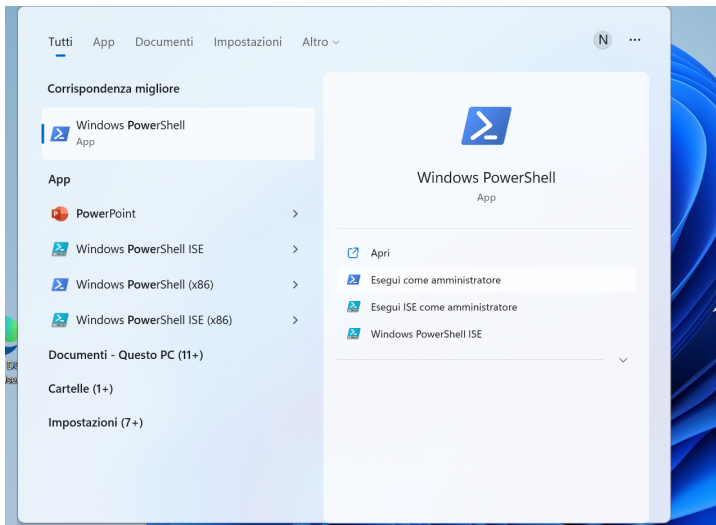 Tutti App Documenti Impostazioni Altro
N
Corrispondenza migliore
Windows PowerShell
App
App
PowerPoint
Windows PowerShell ISE
Windows PowerShell (x86)
Windows PowerShell ISE (x86)
Documenti - Questo PC (11+)
Cartelle (1+)
Impostazioni (7+)
Windows PowerShell
App
Apri
Esegui come amministratore
Esegui ISE come amministratore
Windows PowerShell ISE